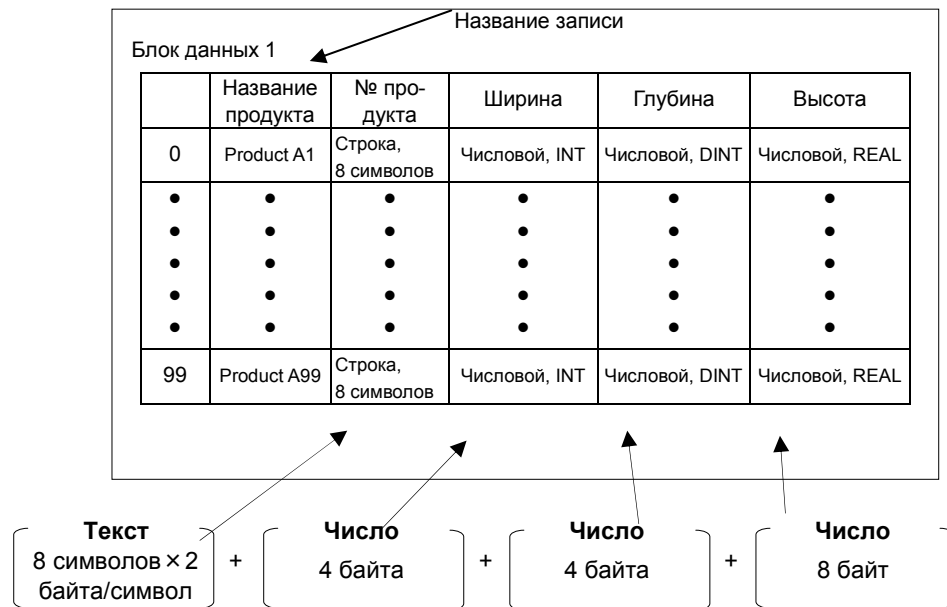 Название записи
Блок данных 1
Название продукта № про-дукта Ширина Глубина Высота
0 Product A1 Строка, 8 символов Числовой, INT Числовой, DINT Числовой, REAL
99 Product A99 Строка, 8 символов Числовой, INT Числовой, DINT Числовой, REAL
Текст Число Число Число
8 символов × 2 байта/символ + 4 байта + 4 байта + 8 байт